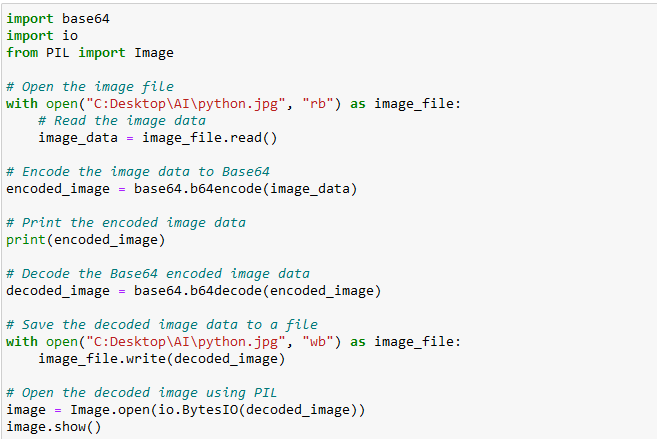 import base64
import io
from PIL import Image
# Open the image file
with open("C:Desktop\AI\python.jpg", "rb") as image_file:
    # Read the image data
    image_data = image_file.read()
# Encode the image data to Base64
encoded_image = base64.b64encode(image_data)
# Print the encoded image data
print(encoded_image)
# Decode the Base64 encoded image data
decoded_image = base64.b64decode(encoded_image)
# Save the decoded image data to a file
with open("C:Desktop\AI\python.jpg", "wb") as image_file:
    image_file.write(decoded_image)
# Open the decoded image using PIL
image = Image.open(io.BytesIO(decoded_image))
image.show()